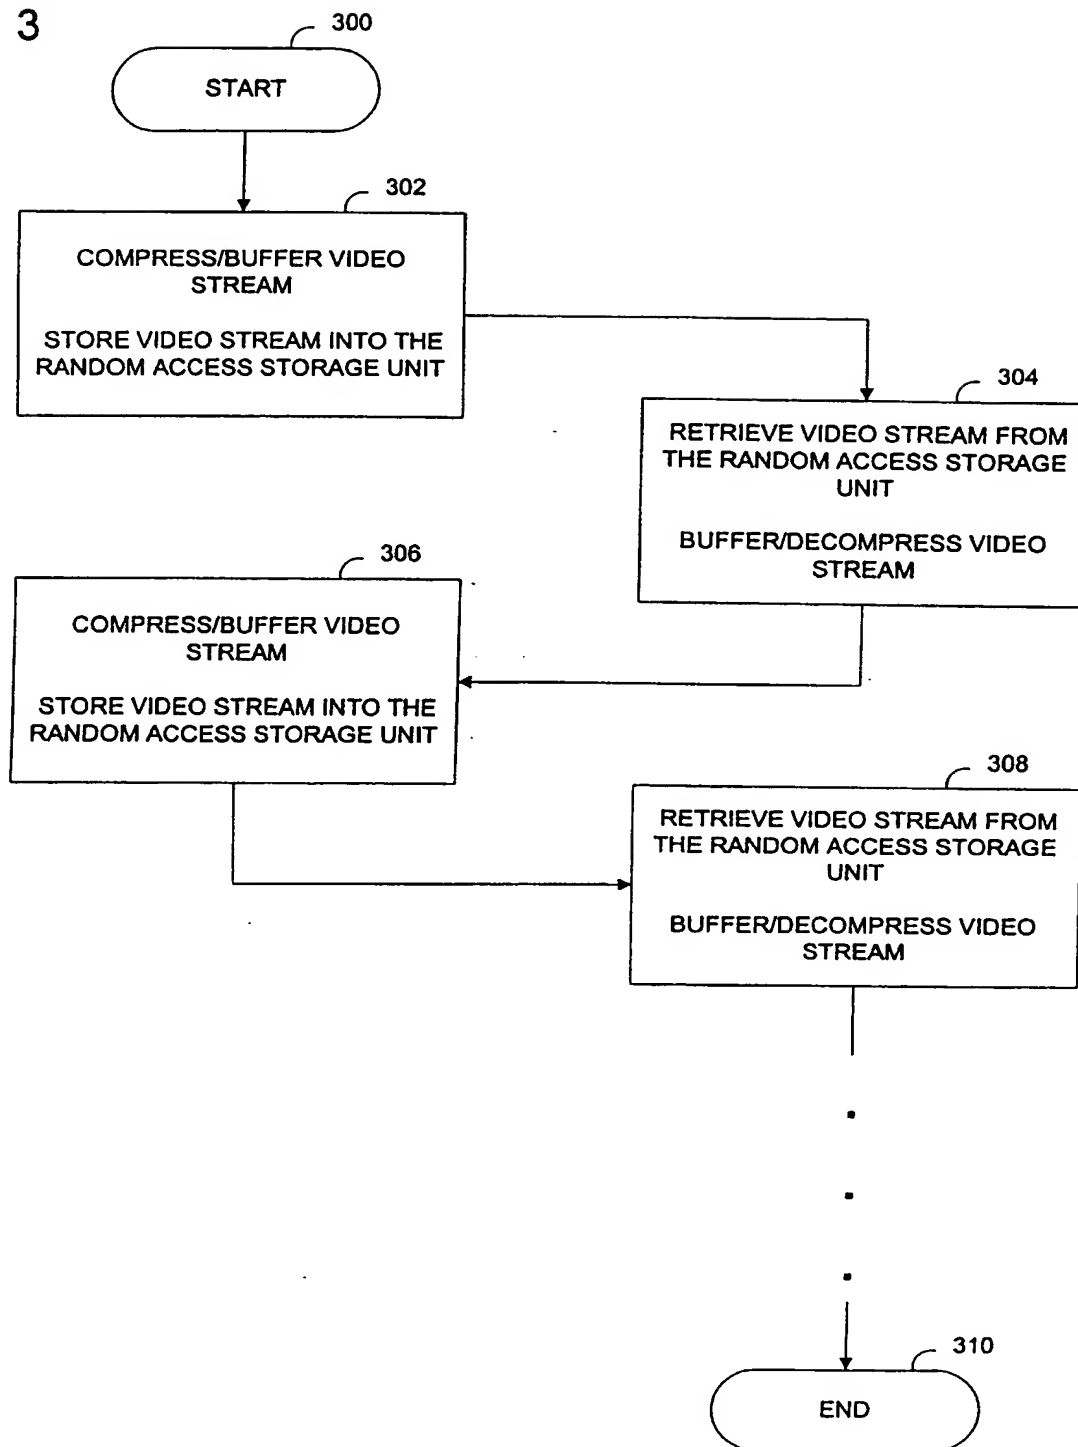 3
300
START
302
COMPRESS/BUFFER VIDEO
STREAM
STORE VIDEO STREAM INTO THE
RANDOM ACCESS STORAGE UNIT
304
RETRIEVE VIDEO STREAM FROM
THE RANDOM ACCESS STORAGE
UNIT
BUFFER/DECOMPRESS VIDEO
STREAM
306
COMPRESS/BUFFER VIDEO
STREAM
STORE VIDEO STREAM INTO THE
RANDOM ACCESS STORAGE UNIT
308
RETRIEVE VIDEO STREAM FROM
THE RANDOM ACCESS STORAGE
UNIT
BUFFER/DECOMPRESS VIDEO
STREAM
310
END